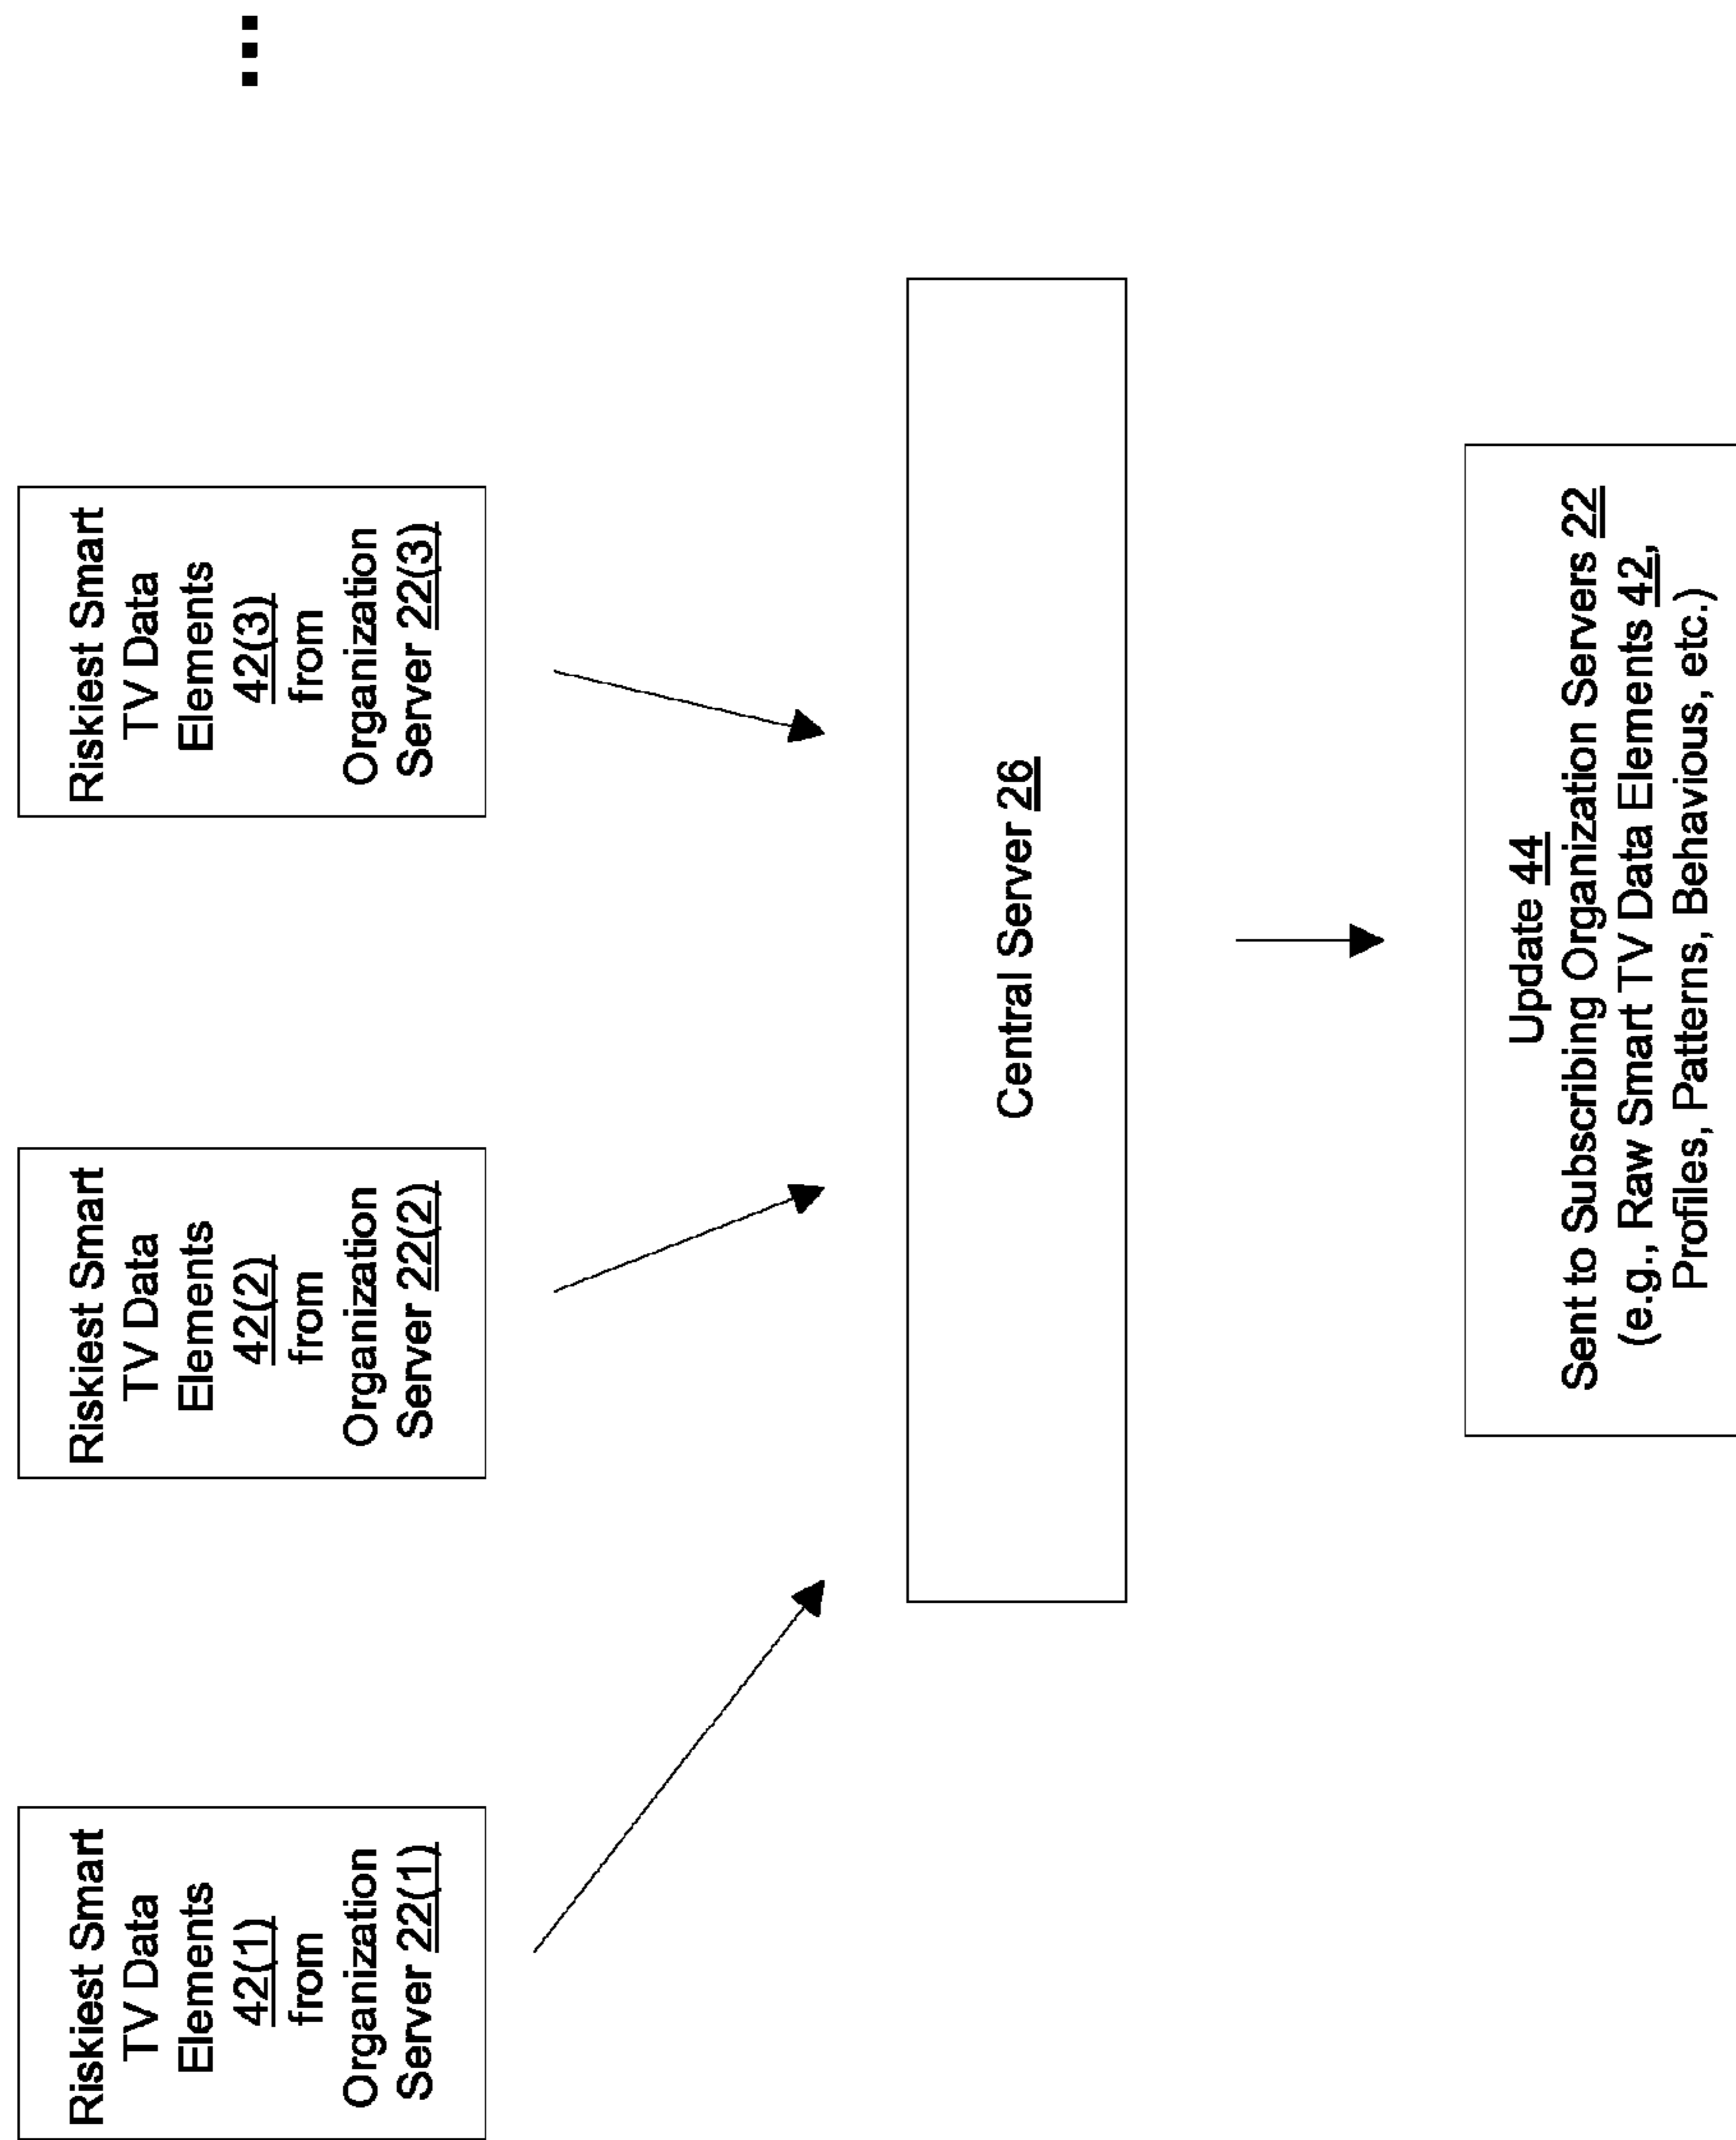 Riskiest Smart
TV Data
Elements
42(1)
from
Organization
Server 22(1)
Riskiest Smart
TV Data
Elements
42(2)
from
Organization
Server 22(2)
Riskiest Smart
TV Data
Elements
42(3)
from
Organization
Server 22(3)
...
Central Server 26
Update 44
Sent to Subscribing Organization Servers 22
(e.g., Raw Smart TV Data Elements 42,
Profiles, Patterns, Behavious, etc.)